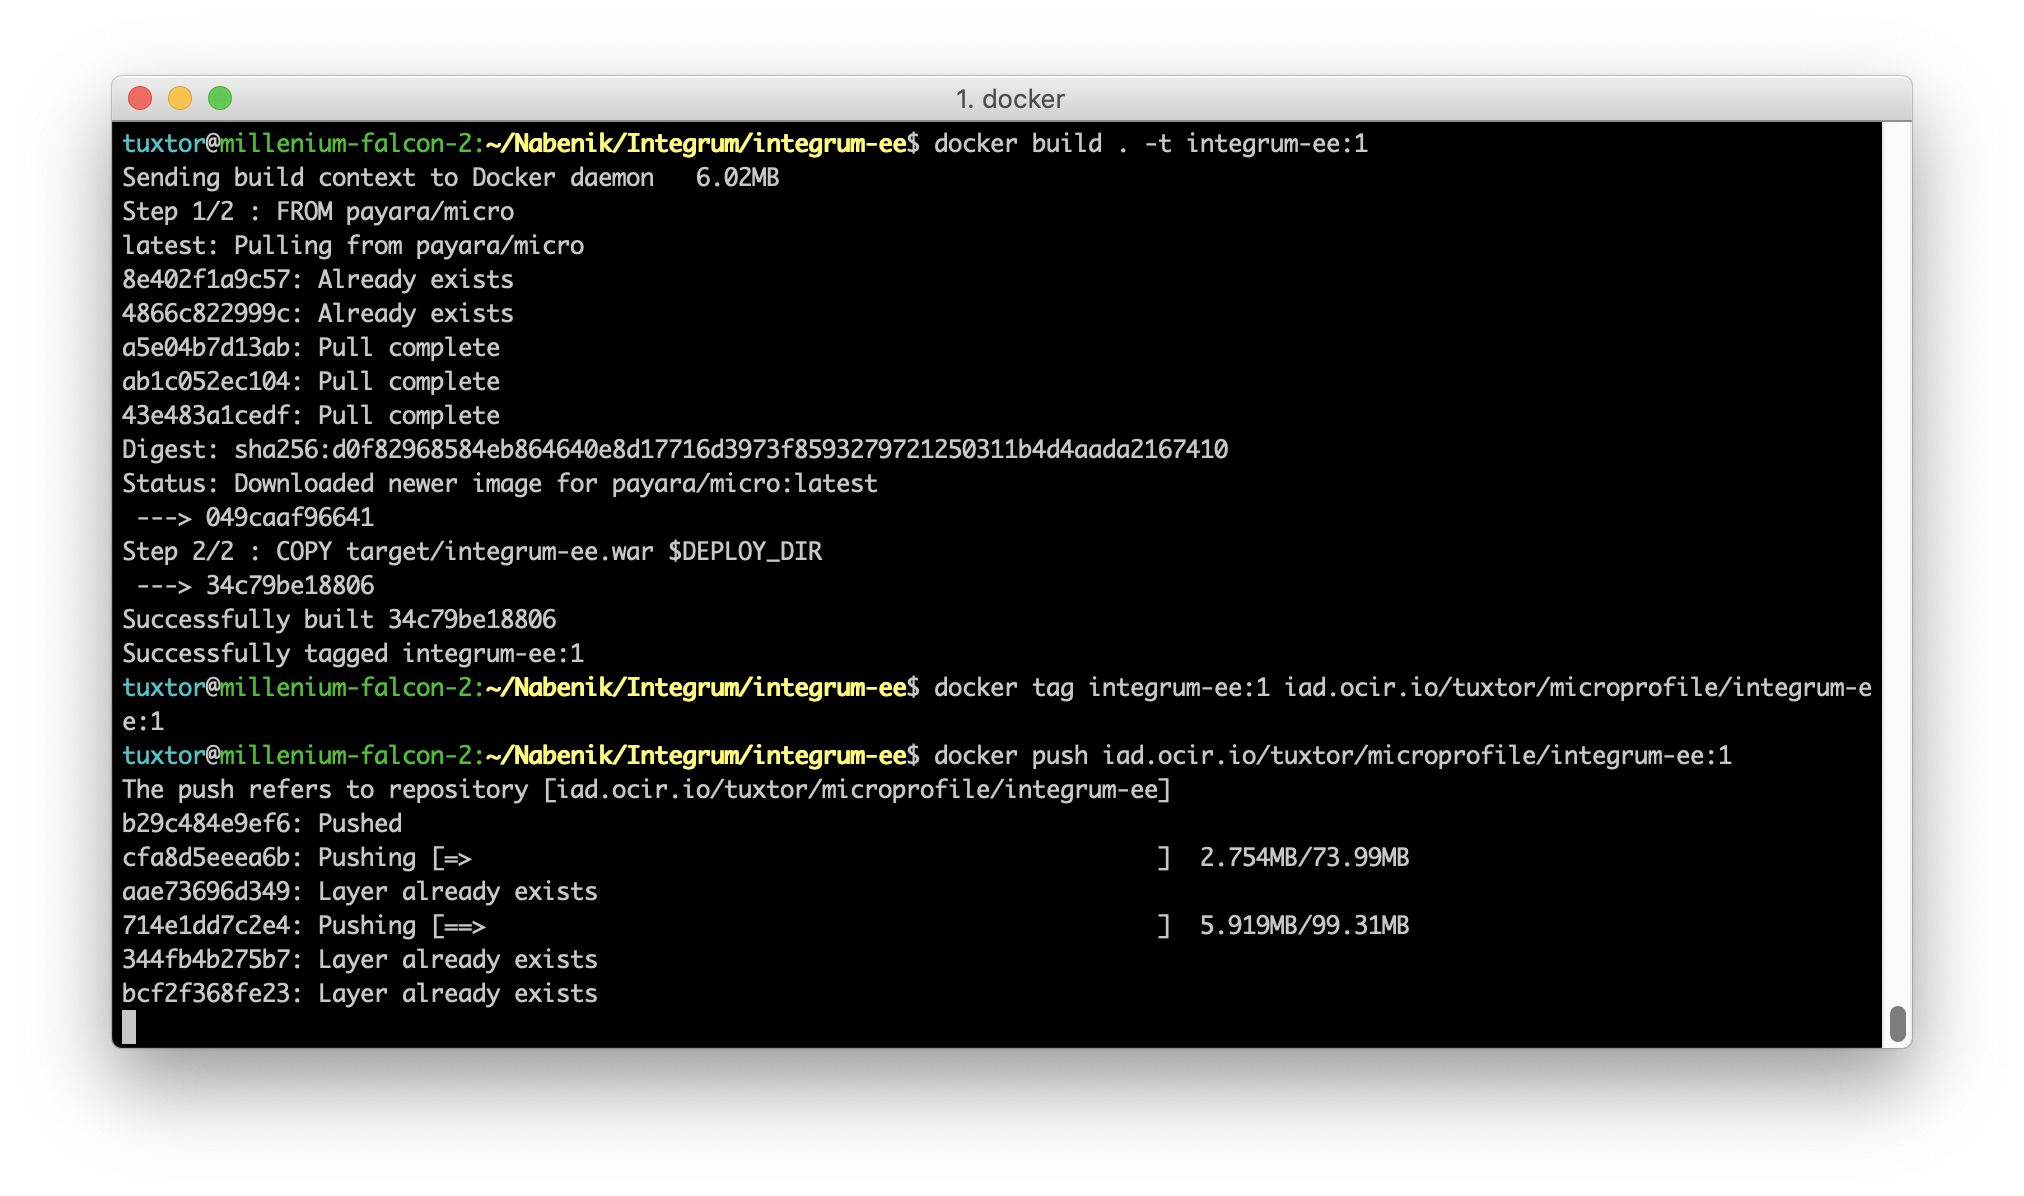 1. docker
tuxtor@millenium-falcon-2:~/Nabenik/Integrum/integrum-ee$ docker build . -t integrum-ee:1
Sending build context to Docker daemon   6.02MB
Step 1/2 : FROM payara/micro
latest: Pulling from payara/micro
8e402f1a9c57: Already exists
4866c822999c: Already exists
a5e04b7d13ab: Pull complete
ab1c052ec104: Pull complete
43e483a1cedf: Pull complete
Digest: sha256:d0f82968584eb864640e8d17716d3973f8593279721250311b4d4aada2167410
Status: Downloaded newer image for payara/micro:latest
 ---> 049caaf96641
Step 2/2 : COPY target/integrum-ee.war $DEPLOY_DIR
 ---> 34c79be18806
Successfully built 34c79be18806
Successfully tagged integrum-ee:1
tuxtor@millenium-falcon-2:~/Nabenik/Integrum/integrum-ee$ docker tag integrum-ee:1 iad.ocir.io/tuxtor/microprofile/integrum-e
e:1
tuxtor@millenium-falcon-2:~/Nabenik/Integrum/integrum-ee$ docker push iad.ocir.io/tuxtor/microprofile/integrum-ee:1
The push refers to repository [iad.ocir.io/tuxtor/microprofile/integrum-ee]
b29c484e9ef6: Pushed
cfa8d5eeea6b: Pushing [=>                                                 ]  2.754MB/73.99MB
aae73696d349: Layer already exists
714e1dd7c2e4: Pushing [==>                                                ]  5.919MB/99.31MB
344fb4b275b7: Layer already exists
bcf2f368fe23: Layer already exists